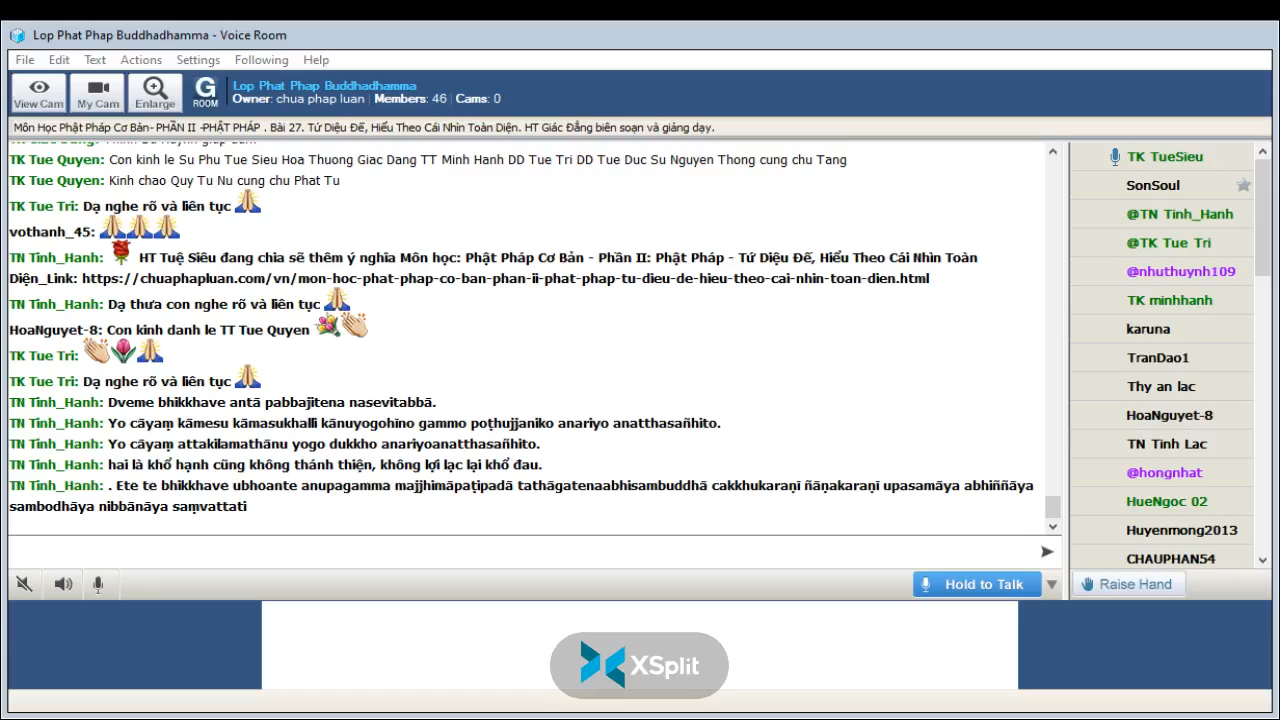 Lop Phat Phap Buddhadhamma - Voice Room
File Edit Text Actions Settings Following Help
View Cam My Cam Enlarge G ROOM
Lop Phat Phap Buddhadhamma
Owner: chua phap luan | Members: 46 | Cams: 0
Môn Học Phật Pháp Cơ Bản- PHẦN II -PHẬT PHÁP . Bài 27. Tứ Diệu Đế, Hiểu Theo Cái Nhìn Toàn Diện. HT Giác Đẳng biên soạn và giảng dạy.
TK Tue Quyen: Con kinh le Su Phu Tue Sieu Hoa Thuong Giac Dang TT Minh Hanh DD Tue Tri DD Tue Duc Su Nguyen Thong cung chu Tang
TK Tue Quyen: Kinh chao Quy Tu Nu cung chu Phat Tu
TK Tue Tri: Dạ nghe rõ và liên tục 🙏
vothanh_45: 🙏🙏🙏
TN Tinh_Hanh: 🌹 HT Tuệ Siêu đang chia sẽ thêm ý nghĩa Môn học: Phật Pháp Cơ Bản - Phần II: Phật Pháp - Tứ Diệu Đế, Hiểu Theo Cái Nhìn Toàn
Diện_Link: https://chuaphapluan.com/vn/mon-hoc-phat-phap-co-ban-phan-ii-phat-phap-tu-dieu-de-hieu-theo-cai-nhin-toan-dien.html
TN Tinh_Hanh: Dạ thưa con nghe rõ và liên tục 🙏
HoaNguyet-8: Con kinh danh le TT Tue Quyen 💐👏
TK Tue Tri: 👏🌷🙏
TK Tue Tri: Dạ nghe rõ và liên tục 🙏
TN Tinh_Hanh: Dveme bhikkhave antā pabbajitena nasevitabbā.
TN Tinh_Hanh: Yo cāyaṃ kāmesu kāmasukhalli kānuyogohīno gammo poṭhujjaniko anariyo anatthasañhito.
TN Tinh_Hanh: Yo cāyaṃ attakilamathānu yogo dukkho anariyoanatthasañhito.
TN Tinh_Hanh: hai là khổ hạnh cũng không thánh thiện, không lợi lạc lại khổ đau.
TN Tinh_Hanh: . Ete te bhikkhave ubhoante anupagamma majjhimāpaṭipadā tathāgatenaabhisambuddhā cakkhukaraṇī ñāṇakaraṇī upasamāya abhiññāya
sambodhāya nibbānāya saṃvattati
TK TueSieu
SonSoul
@TN Tinh_Hanh
@TK Tue Tri
@nhuthuynh109
TK minhhanh
karuna
TranDao1
Thy an lac
HoaNguyet-8
TN Tinh Lac
@hongnhat
HueNgoc 02
Huyenmong2013
CHAUPHAN54
Hold to Talk
Raise Hand
XSplit